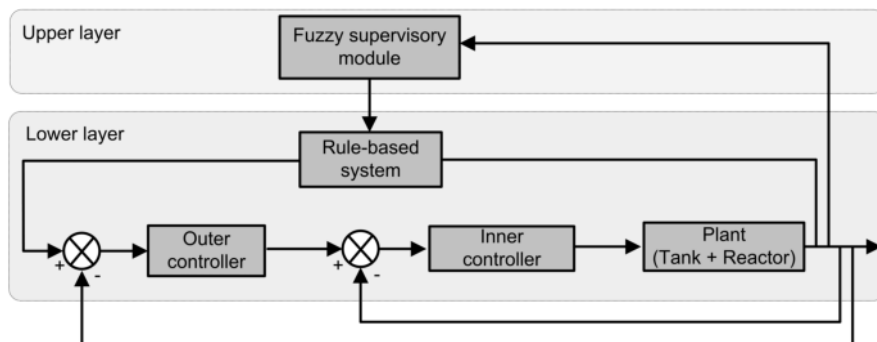 Upper layer
Fuzzy supervisory
module
Lower layer
Rule-based
system
Outer
controller
Inner
controller
Plant
(Tank + Reactor)
+
-
+
-